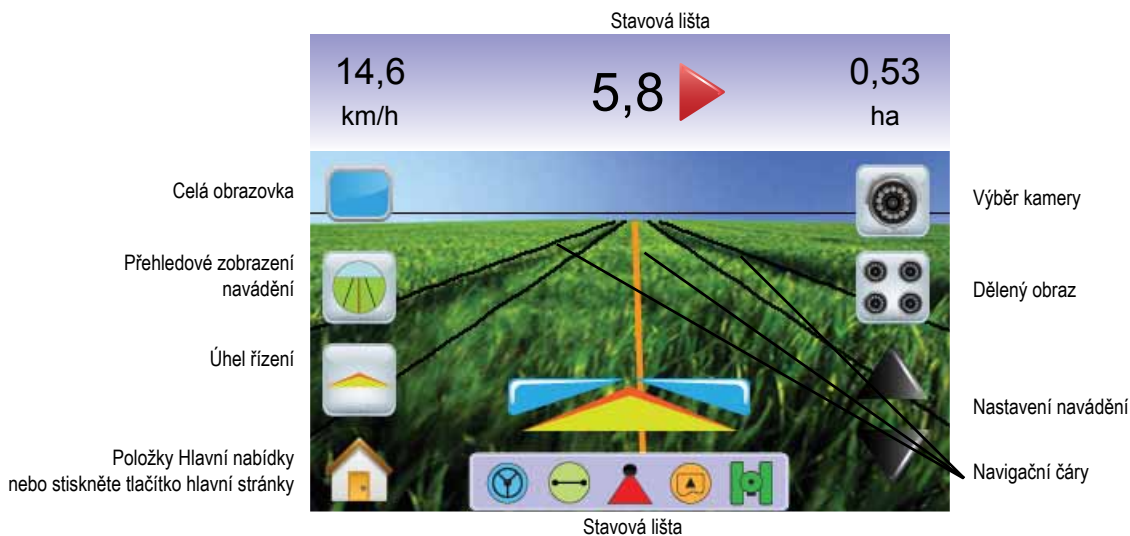 Stavová lišta
14,6
km/h
5,8
0,53
ha
Celá obrazovka
Výběr kamery
Přehledové zobrazení
navádění
Dělený obraz
Úhel řízení
Nastavení navádění
Položky Hlavní nabídky
nebo stiskněte tlačítko hlavní stránky
Navigační čáry
Stavová lišta